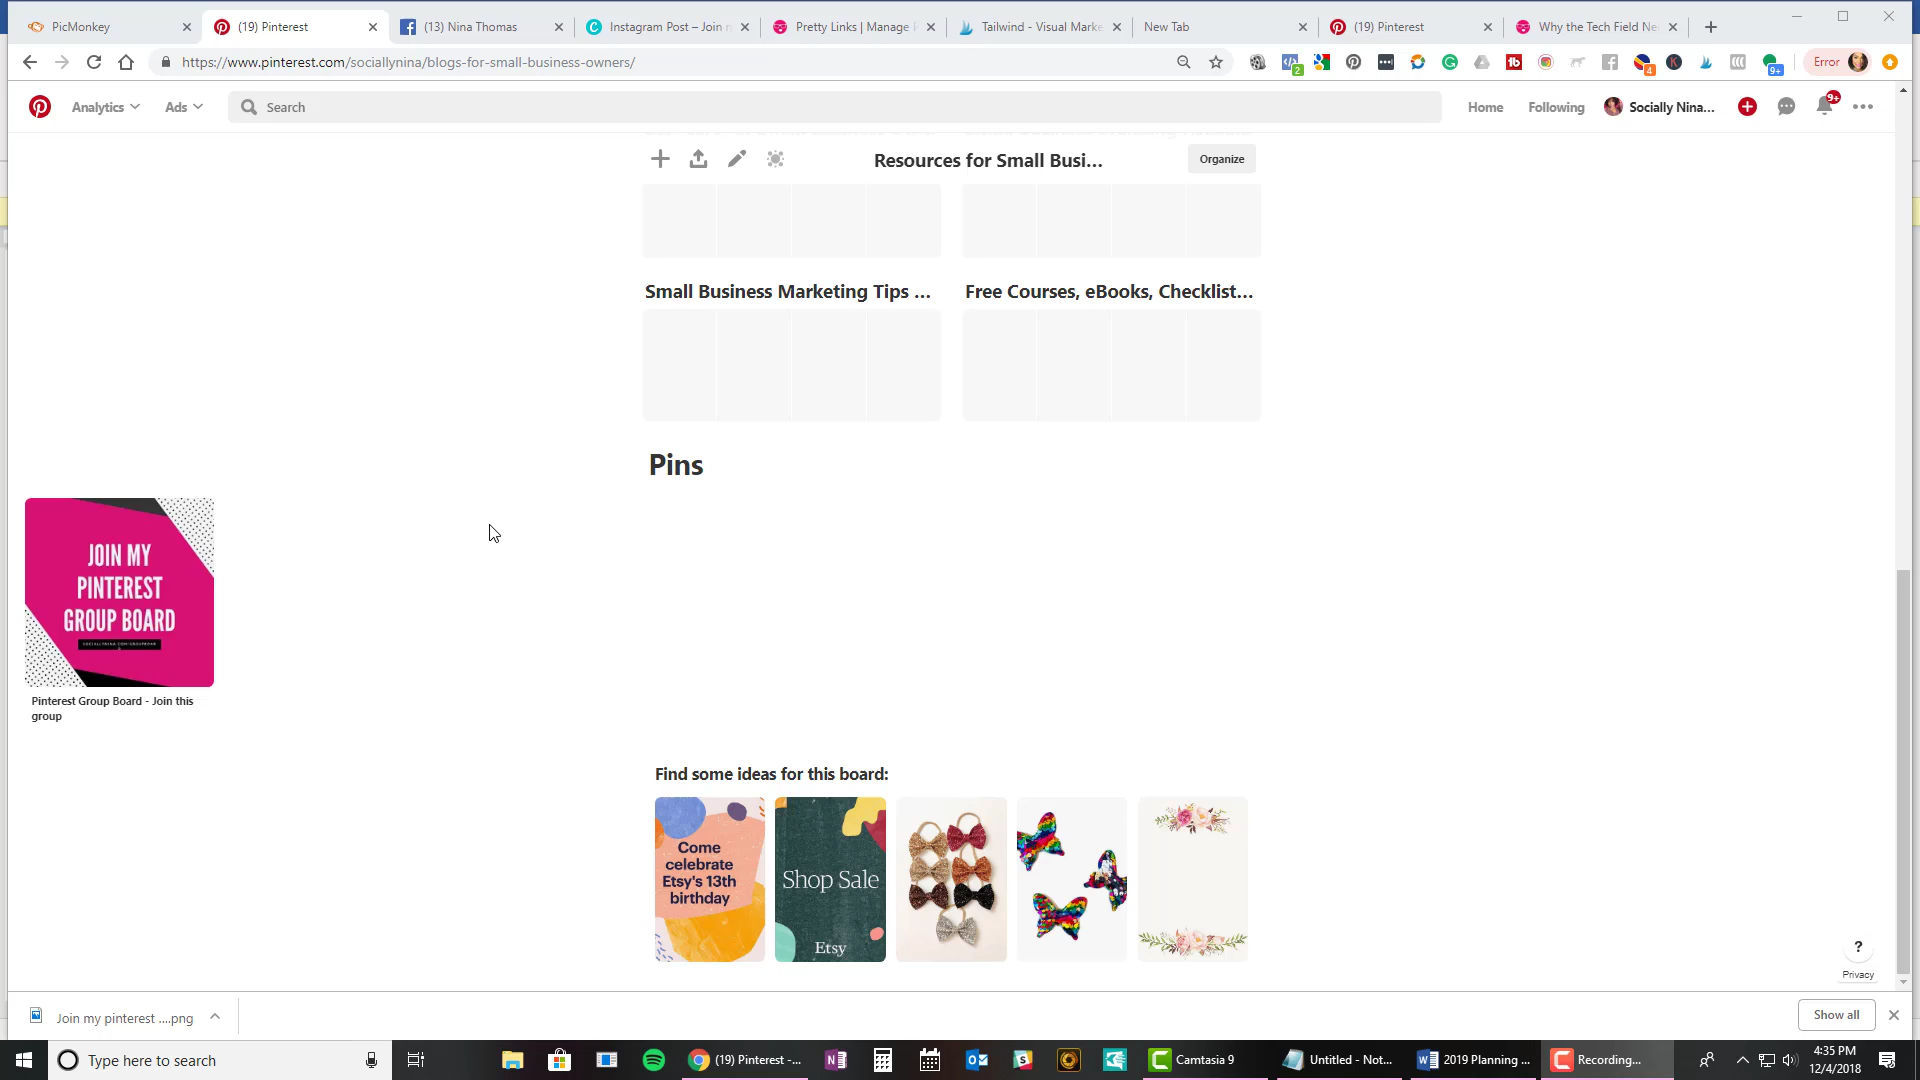 PicMonkey
(19) Pinterest
(13) Nina Thomas
Instagram Post – Join m
Pretty Links | Manage
Tailwind - Visual Marke
New Tab
(19) Pinterest
Why the Tech Field Ne
https://www.pinterest.com/sociallynina/blogs-for-small-business-owners/
2
4
9+
Error
Analytics
Ads
Search
Home
Following
Socially Nina...
9+
Resources for Small Busi...
Organize
Small Business Marketing Tips ...
Free Courses, eBooks, Checklist...
Pins
JOIN MY
PINTEREST
GROUP BOARD
Pinterest Group Board - Join this
group
Find some ideas for this board:
Come
celebrate
Etsy's 13th
birthday
Shop Sale
Etsy
?
Privacy
Join my pinterest ....png
Show all
Type here to search
(19) Pinterest -...
Camtasia 9
Untitled - Not...
2019 Planning ...
Recording...
4:35 PM
12/4/2018